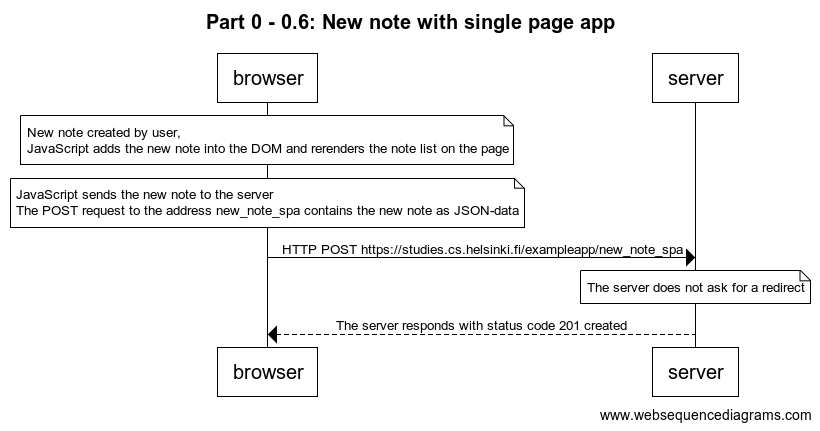 Part 0 - 0.6: New note with single page app
browser
server
New note created by user,
JavaScript adds the new note into the DOM and rerenders the note list on the page
JavaScript sends the new note to the server
The POST request to the address new_note_spa contains the new note as JSON-data
HTTP POST https://studies.cs.helsinki.fi/exampleapp/new_note_spa
The server does not ask for a redirect
The server responds with status code 201 created
browser
server
www.websequencediagrams.com